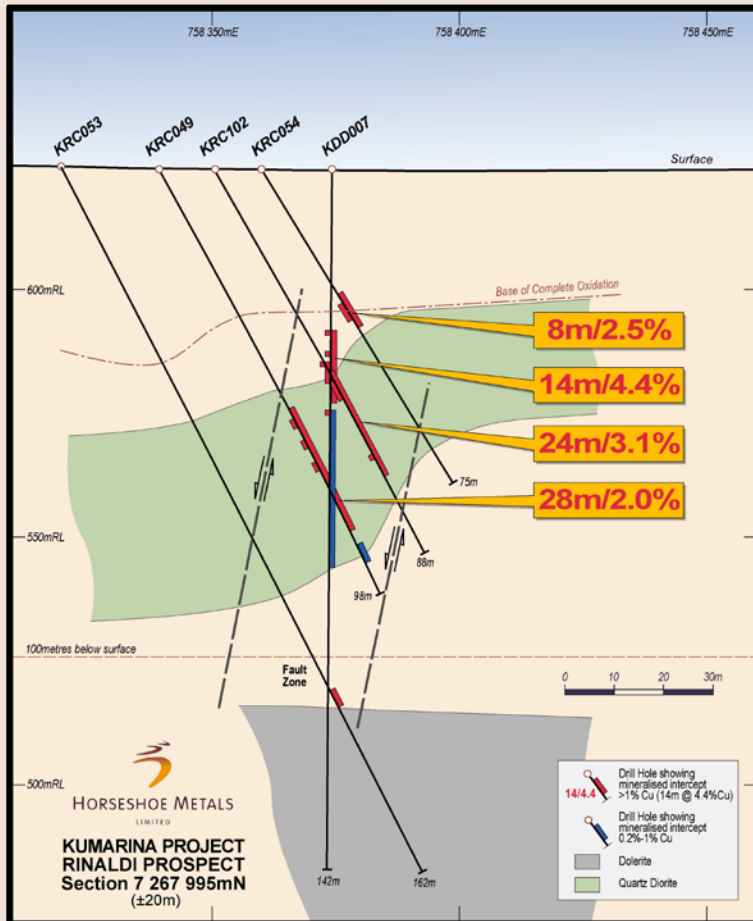 758 350mE
758 400mE
758 450mE
KRC053
KRC049
KRC102
KRC054
KDD007
Surface
600mRL
Base of Complete Oxidation
8m/2.5%
14m/4.4%
24m/3.1%
28m/2.0%
75m
550mRL
88m
98m
100metres below surface
Fault
Zone
0 10 20 30m
500mRL
HORSESHOE METALS
LIMITED
KUMARINA PROJECT
RINALDI PROSPECT
Section 7 267 995mN
(±20m)
142m
162m
14/4.4
Drill Hole showing
mineralised intercept
>1% Cu (14m @ 4.4%Cu)
Drill Hole showing
mineralised intercept
0.2%-1% Cu
Dolerite
Quartz Diorite